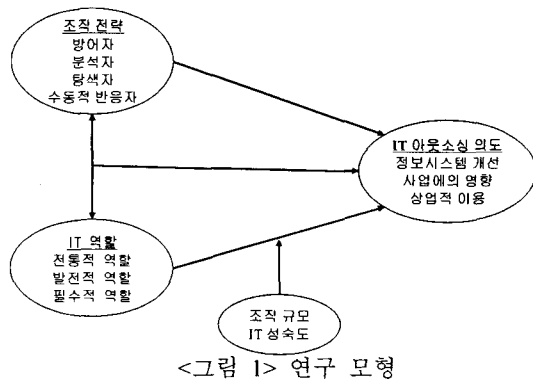 조작 전략
방어자
분석자
탐색자
수동적 반응자
IT 아웃소싱 의도
정보시스템 개선
사업에의 영향
상업적 이용
IT 역할
전통적 역할
발전적 역할
필수적 역할
조작 규모
IT 성숙도
<그림 1> 연구 모형